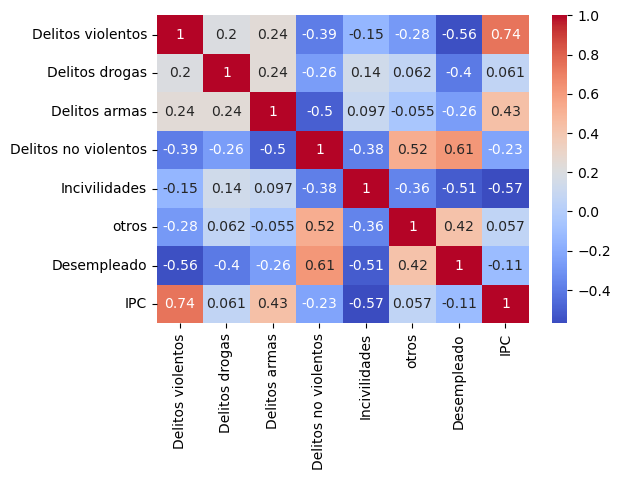 Delitos violentos 1 0.2 0.24 -0.39 -0.15 -0.28 -0.56 0.74
Delitos drogas 0.2 1 0.24 -0.26 0.14 0.062 -0.4 0.061
Delitos armas 0.24 0.24 1 -0.5 0.097 -0.055 -0.26 0.43
Delitos no violentos -0.39 -0.26 -0.5 1 -0.38 0.52 0.61 -0.23
Incivilidades -0.15 0.14 0.097 -0.38 1 -0.36 -0.51 -0.57
otros -0.28 0.062 -0.055 0.52 -0.36 1 0.42 0.057
Desempleado -0.56 -0.4 -0.26 0.61 -0.51 0.42 1 -0.11
IPC 0.74 0.061 0.43 -0.23 -0.57 0.057 -0.11 1
Delitos violentos
Delitos drogas
Delitos armas
Delitos no violentos
Incivilidades
otros
Desempleado
IPC
1.0
0.8
0.6
0.4
0.2
0.0
-0.2
-0.4